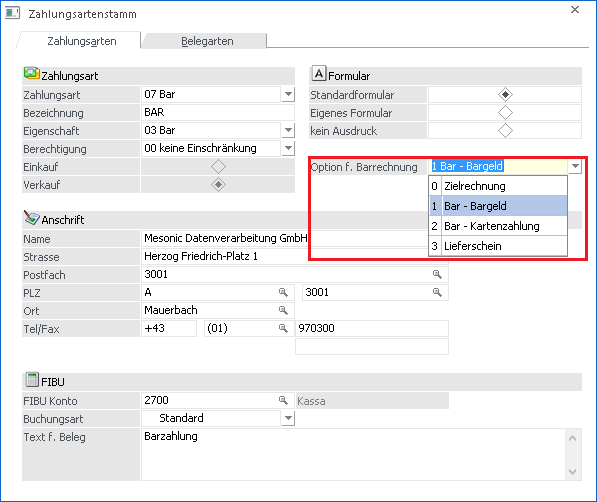 Zahlungsartenstamm
Zahlungsarten
Belegarten
Zahlungsart
Zahlungsart 07 Bar
Bezeichnung BAR
Eigenschaft 03 Bar
Berechtigung 00 keine Einschränkung
Einkauf
Verkauf
A Formular
Standardformular
Eigenes Formular
kein Ausdruck
Option f. Barrechnung 1 Bar - Bargeld
0 Zielrechnung
1 Bar - Bargeld
2 Bar - Kartenzahlung
3 Lieferschein
Anschrift
Name Mesonic Datenverarbeitung GmbH
Strasse Herzog Friedrich-Platz 1
Postfach 3001
PLZ A 3001
Ort Mauerbach
Tel/Fax +43 (01) 970300
FIBU
FIBU Konto 2700 Kassa
Buchungsart Standard
Text f. Beleg Barzahlung